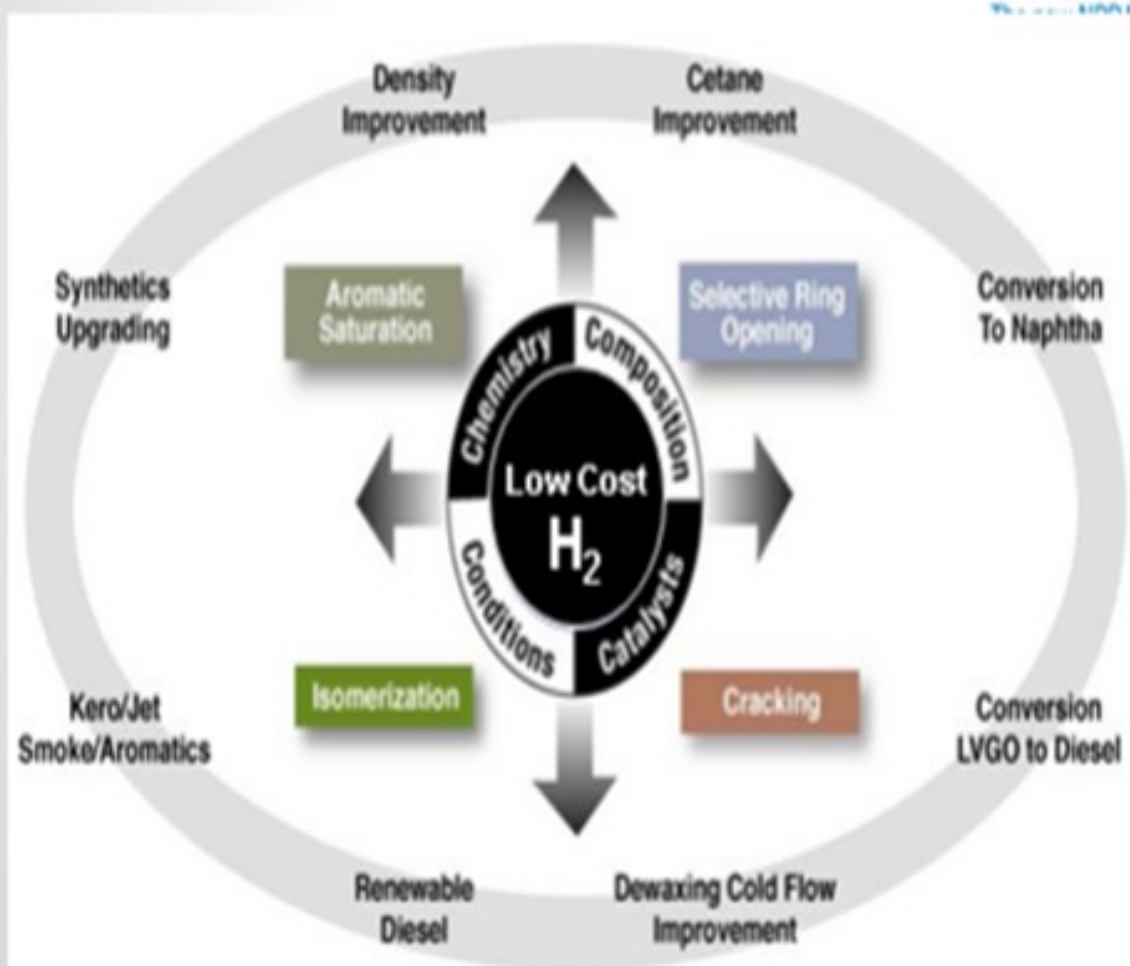 Density
Improvement
Cetane
Improvement
Synthetics
Upgrading
Aromatic
Saturation
Selective Ring
Opening
Conversion
To Naphtha
Chemistry
Composition
Low Cost
H₂
Conditions
Catalysts
Isomerization
Cracking
Kero/Jet
Smoke/Aromatics
Conversion
LVGO to Diesel
Renewable
Diesel
Dewaxing Cold Flow
Improvement